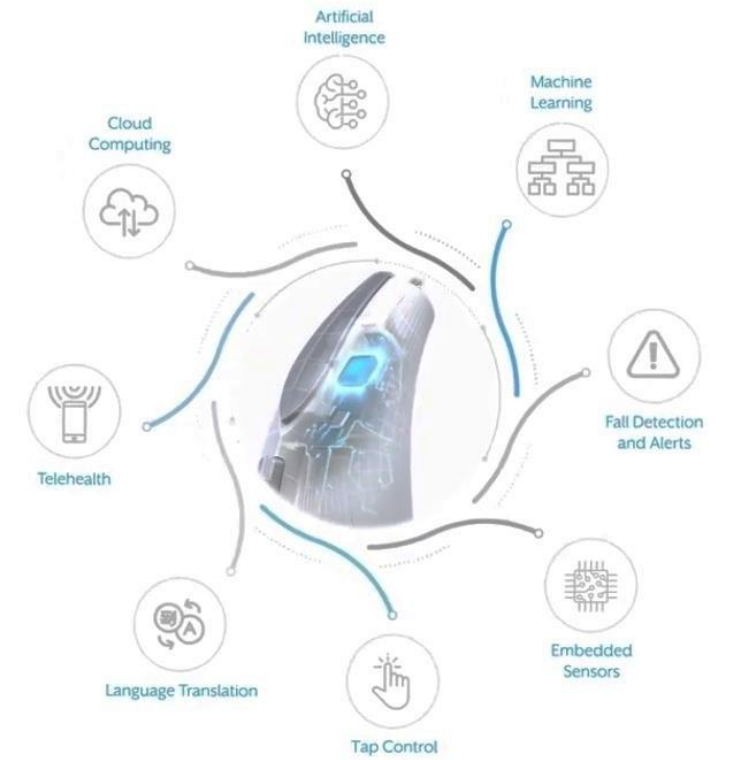 Artificial
Intelligence
Machine
Learning
Cloud
Computing
Fall Detection
and Alerts
Telehealth
Embedded
Sensors
Language Translation
Tap Control